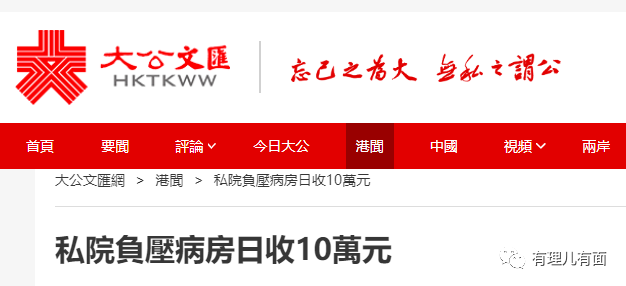 大公文匯
HKTKWW
忘己之為大 無私之謂公
首頁 要聞 評論 今日大公 港聞 中國 視頻 兩岸
大公文匯網 > 港聞 > 私院負壓病房日收10萬元
私院負壓病房日收10萬元
有理儿有面